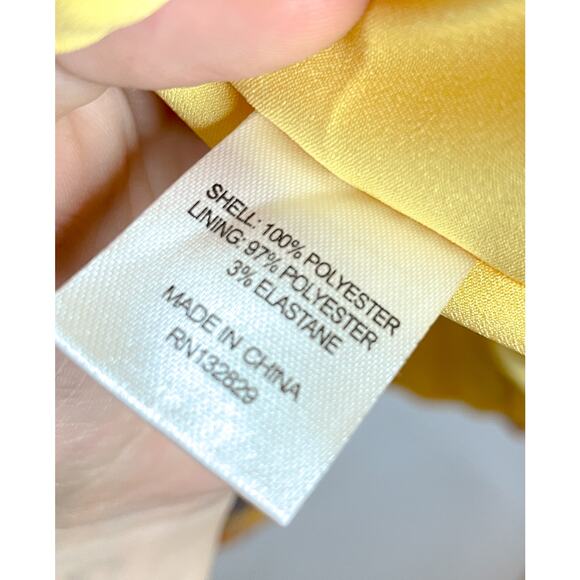 SHELL: 100% POLYESTER
LINING: 97% POLYESTER
3% ELASTANE
MADE IN CHINA
RN132829